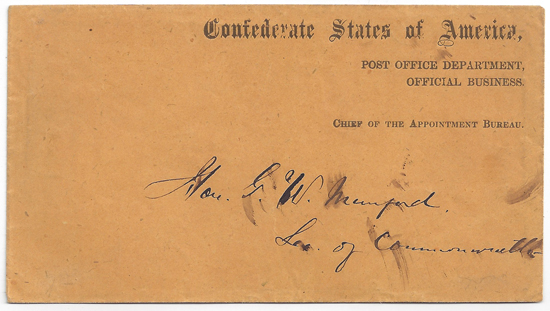 Confederate States of America,
POST OFFICE DEPARTMENT,
OFFICIAL BUSINESS.
CHIEF OF THE APPOINTMENT BUREAU.
Hon. G. W. Munford.
Sec. of Commonwealth